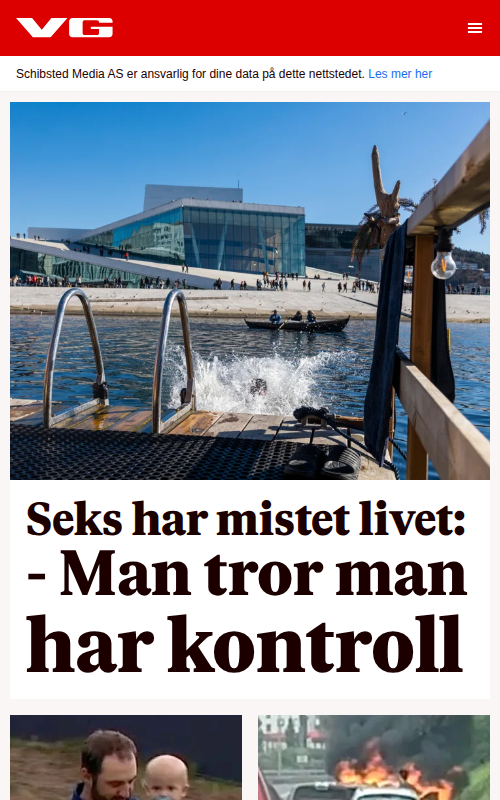 VG
Schibsted Media AS er ansvarlig for dine data på dette nettstedet. Les mer her
Seks har mistet livet:
- Man tror man
har kontroll